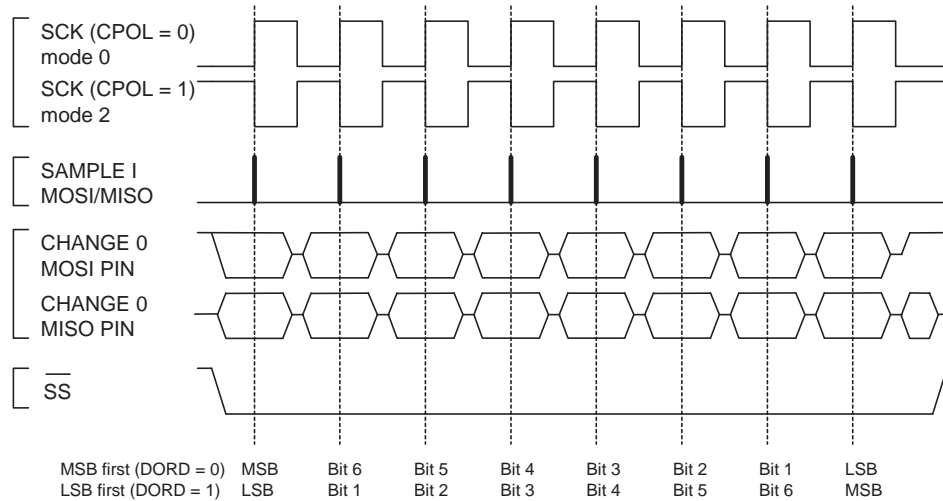 SCK (CPOL = 0)
mode 0
SCK (CPOL = 1)
mode 2
SAMPLE I
MOSI/MISO
CHANGE 0
MOSI PIN
CHANGE 0
MISO PIN
SS
MSB first (DORD = 0) MSB Bit 6 Bit 5 Bit 4 Bit 3 Bit 2 Bit 1 LSB
LSB first (DORD = 1) LSB Bit 1 Bit 2 Bit 3 Bit 4 Bit 5 Bit 6 MSB